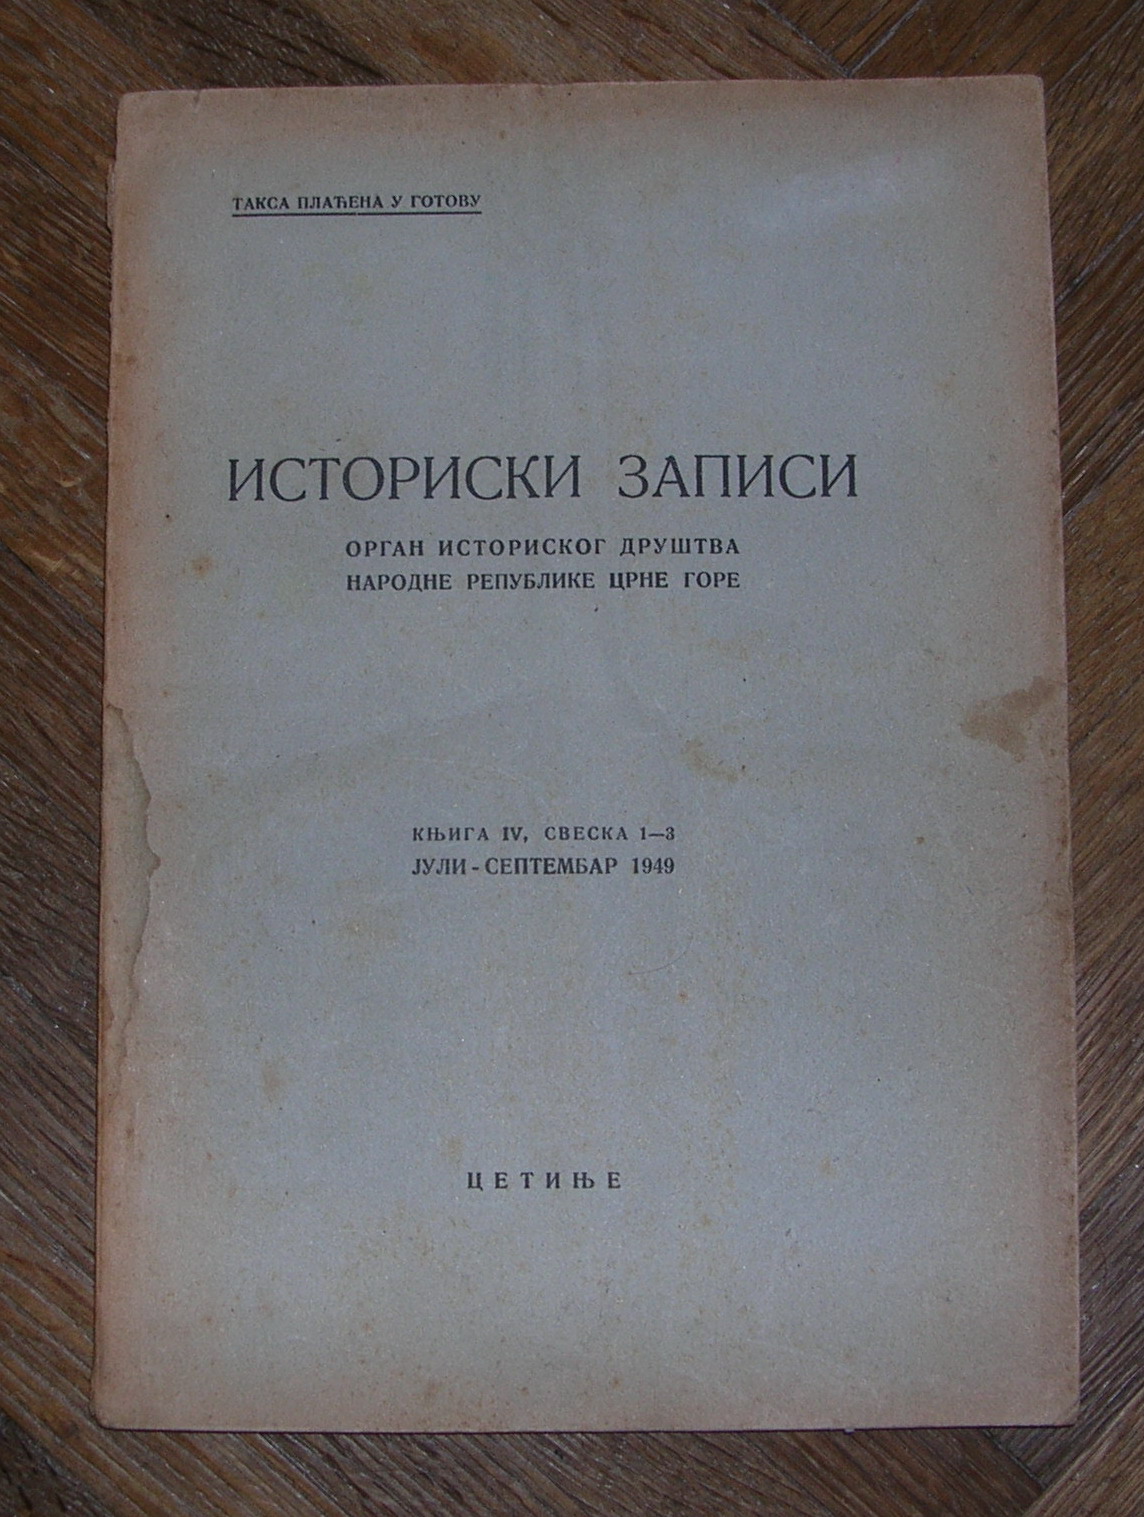 ТАКСА ПЛАЋЕНА У ГОТОВУ
ИСТОРИСКИ ЗАПИСИ
ОРГАН ИСТОРИСКОГ ДРУШТВА
НАРОДНЕ РЕПУБЛИКЕ ЦРНЕ ГОРЕ
КЊИГА IV, СВЕСКА 1—3
ЈУЛИ - СЕПТЕМБАР 1949
ЦЕТИЊЕ